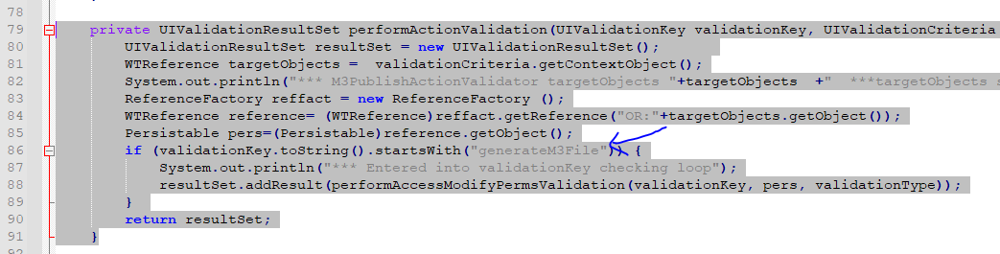 78
79 private UIValidationResultSet performActionValidation(UIValidationKey validationKey, UIValidationCriteria
80 UIValidationResultSet resultSet = new UIValidationResultSet();
81 WTReference targetObjects =  validationCriteria.getContextObject();
82 System.out.println("*** M3PublishActionValidator targetObjects "+targetObjects  +"  ***targetObjects s
83 ReferenceFactory reffact = new ReferenceFactory ();
84 WTReference reference= (WTReference)reffact.getReference("OR:"+targetObjects.getObject());
85 Persistable pers=(Persistable)reference.getObject();
86 if (validationKey.toString().startsWith("generateM3File")) {
87 System.out.println("*** Entered into validationKey checking loop");
88 resultSet.addResult(performAccessModifyPermsValidation(validationKey, pers, validationType));
89 }
90 return resultSet;
91 }
92